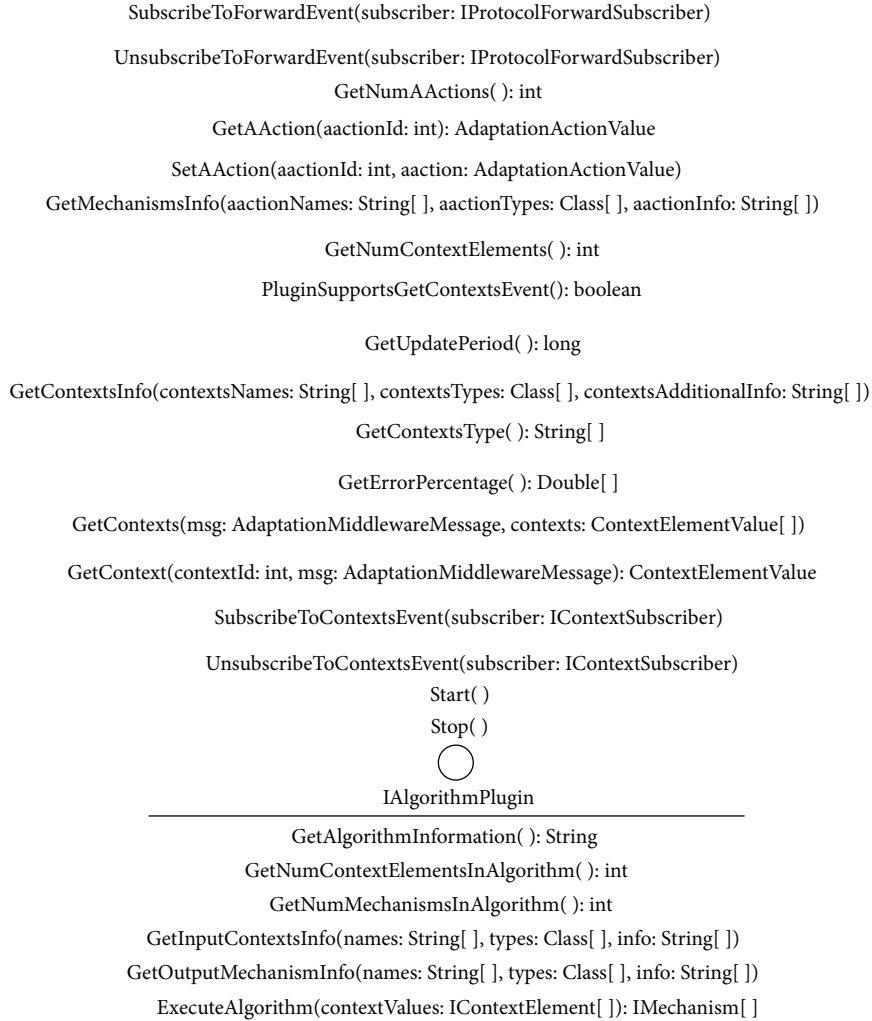 SubscribeToForwardEvent(subscriber: IProtocolForwardSubscriber)
UnsubscribeToForwardEvent(subscriber: IProtocolForwardSubscriber)
GetNumAActions( ): int
GetAAction(aactionId: int): AdaptationActionValue
SetAAction(aactionId: int, aaction: AdaptationActionValue)
GetMechanismsInfo(aactionNames: String[ ], aactionTypes: Class[ ], aactionInfo: String[ ])
GetNumContextElements( ): int
PluginSupportsGetContextsEvent(): boolean
GetUpdatePeriod( ): long
GetContextsInfo(contextsNames: String[ ], contextsTypes: Class[ ], contextsAdditionalInfo: String[ ])
GetContextsType( ): String[ ]
GetErrorPercentage( ): Double[ ]
GetContexts(msg: AdaptationMiddlewareMessage, contexts: ContextElementValue[ ])
GetContext(contextId: int, msg: AdaptationMiddlewareMessage): ContextElementValue
SubscribeToContextsEvent(subscriber: IContextSubscriber)
UnsubscribeToContextsEvent(subscriber: IContextSubscriber)
Start( )
Stop( )
IAlgorithmPlugin
GetAlgorithmInformation( ): String
GetNumContextElementsInAlgorithm( ): int
GetNumMechanismsInAlgorithm( ): int
GetInputContextsInfo(names: String[ ], types: Class[ ], info: String[ ])
GetOutputMechanismInfo(names: String[ ], types: Class[ ], info: String[ ])
ExecuteAlgorithm(contextValues: IContextElement[ ]): IMechanism[ ]